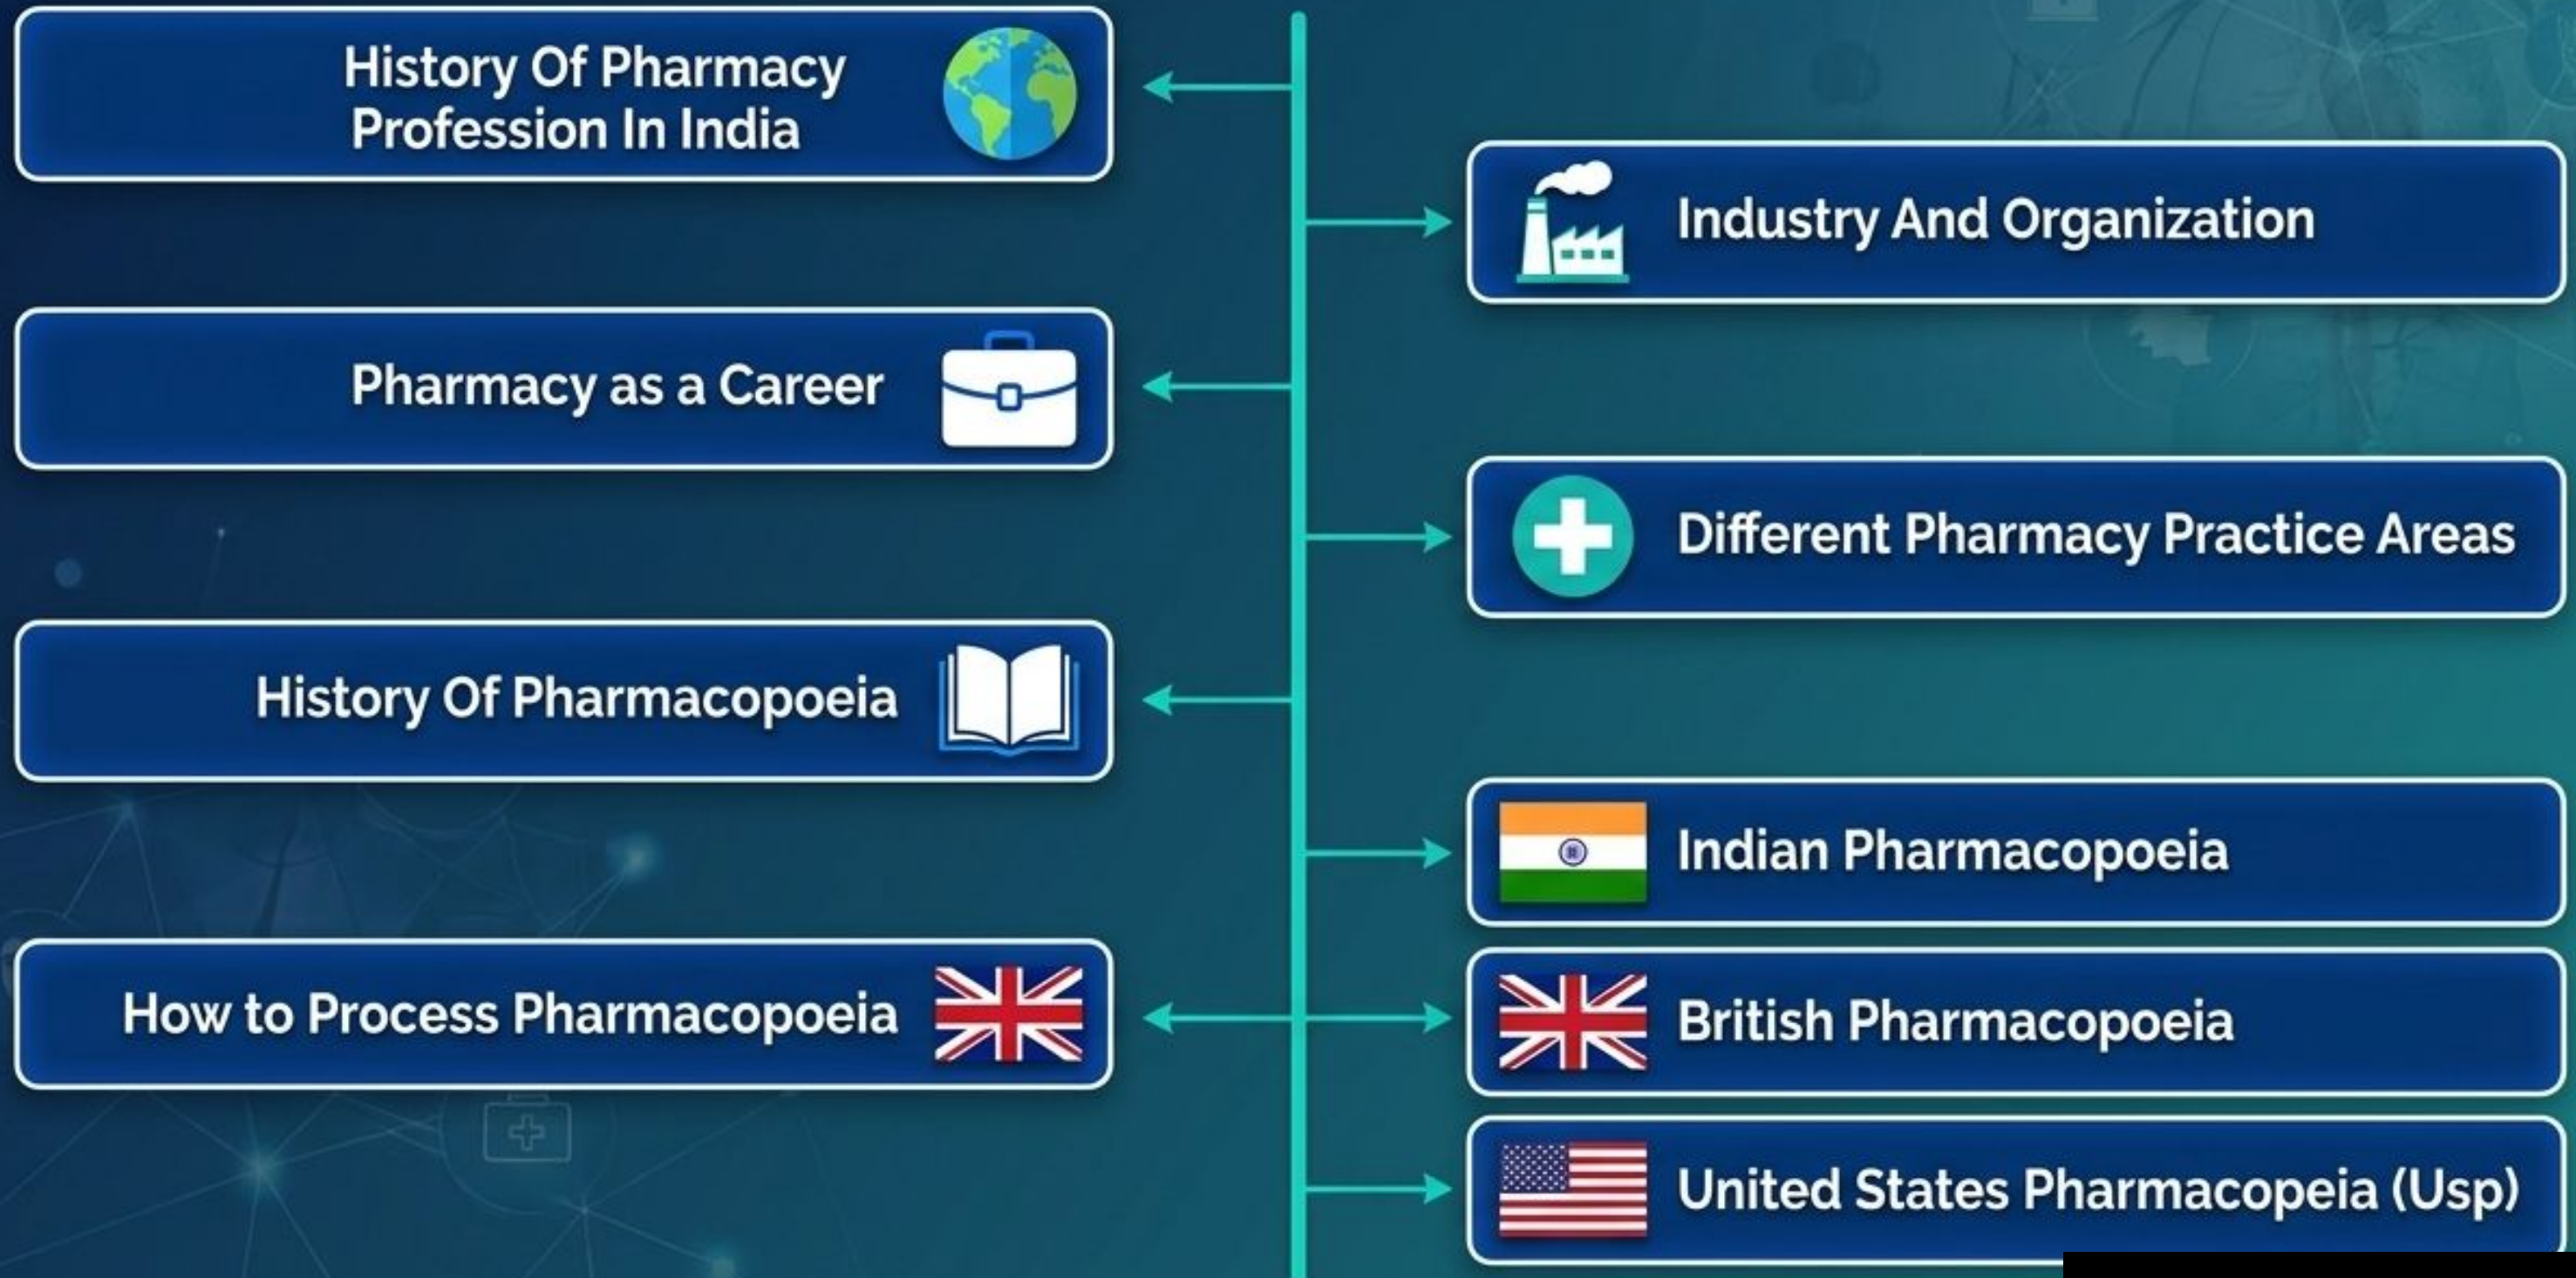 History Of Pharmacy
Profession In India
Industry And Organization
Pharmacy as a Career
Different Pharmacy Practice Areas
History Of Pharmacopoeia
Indian Pharmacopoeia
How to Process Pharmacopoeia
British Pharmacopoeia
United States Pharmacopeia (Usp)